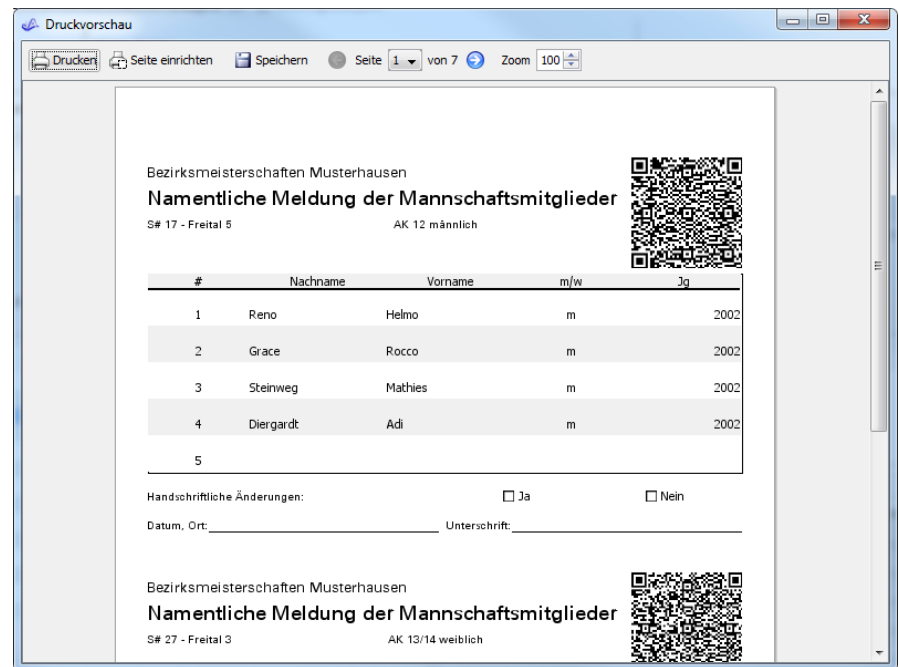 Druckvorschau
Drucken Seite einrichten Speichern Seite 1 von 7 Zoom 100
Bezirksmeisterschaften Musterhausen
Namentliche Meldung der Mannschaftsmitglieder
S# 17 - Freital 5 AK 12 männlich
# Nachname Vorname m/w Jg
1 Reno Helmo m 2002
2 Grace Rocco m 2002
3 Steinweg Mathies m 2002
4 Diergardt Adi m 2002
5
Handschriftliche Änderungen: Ja Nein
Datum, Ort: Unterschrift:
Bezirksmeisterschaften Musterhausen
Namentliche Meldung der Mannschaftsmitglieder
S# 27 - Freital 3 AK 13/14 weiblich